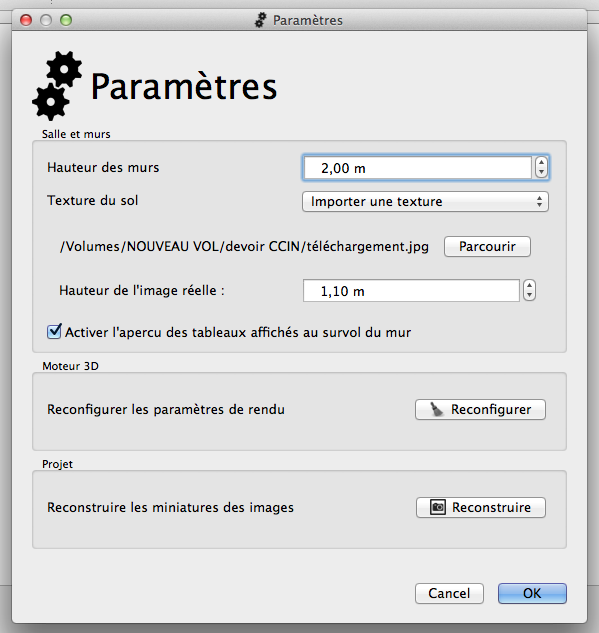 Paramètres
Paramètres
Salle et murs
Hauteur des murs 2,00 m
Texture du sol Importer une texture
/Volumes/NOUVEAU VOL/devoir CCIN/téléchargement.jpg Parcourir
Hauteur de l'image réelle : 1,10 m
Activer l'apercu des tableaux affichés au survol du mur
Moteur 3D
Reconfigurer les paramètres de rendu Reconfigurer
Projet
Reconstruire les miniatures des images Reconstruire
Cancel OK